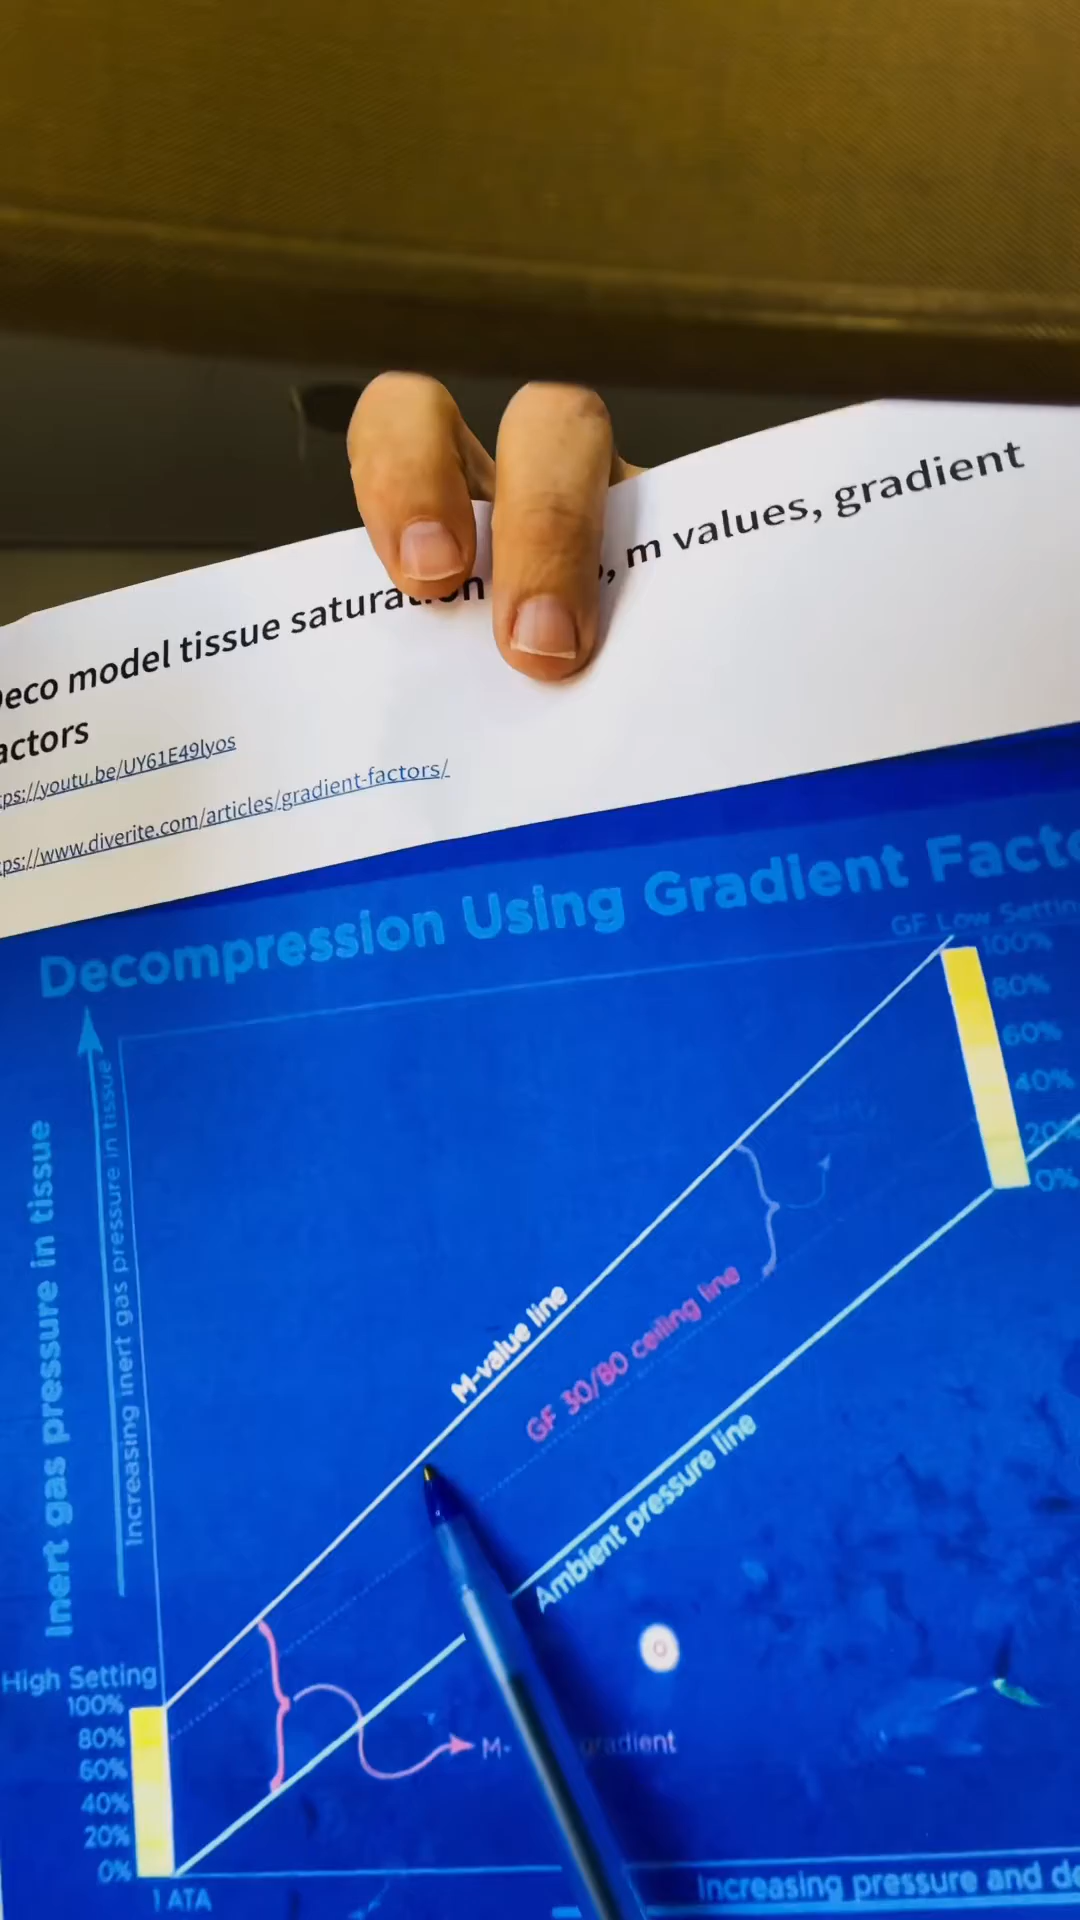 eco model tissue saturation , m values, gradient
actors
ps://youtu.be/UY61E49lyos
ps://www.diverite.com/articles/gradient-factors/
Decompression Using Gradient Facto
GF Low Settin
100%
80%
60%
40%
20%
0%
Inert gas pressure in tissue
Increasing inert gas pressure in tissue
M-value line
GF 30/80 ceiling line
Ambient pressure line
High Setting
100%
80%
60%
40%
20%
0%
M- gradient
1 ATA
Increasing pressure and de